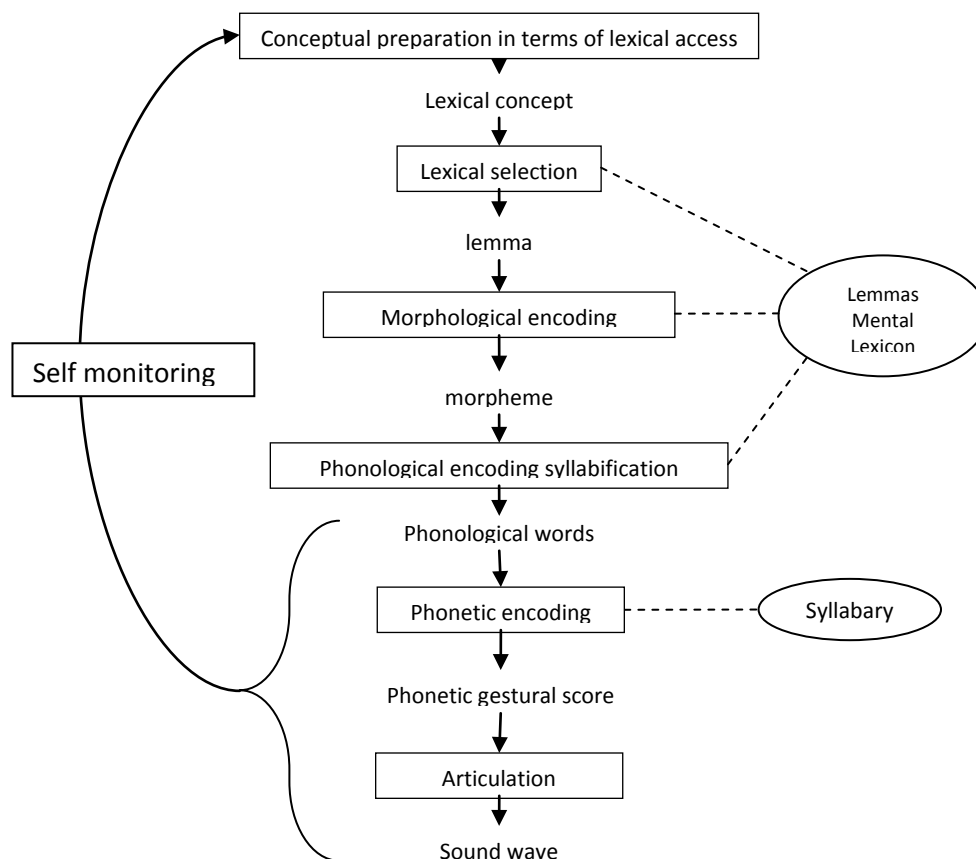 Conceptual preparation in terms of lexical access
Lexical concept
Lexical selection
lemma
Lemmas
Mental
Lexicon
Morphological encoding
Self monitoring
morpheme
Phonological encoding syllabification
Phonological words
Phonetic encoding
Syllabary
Phonetic gestural score
Articulation
Sound wave